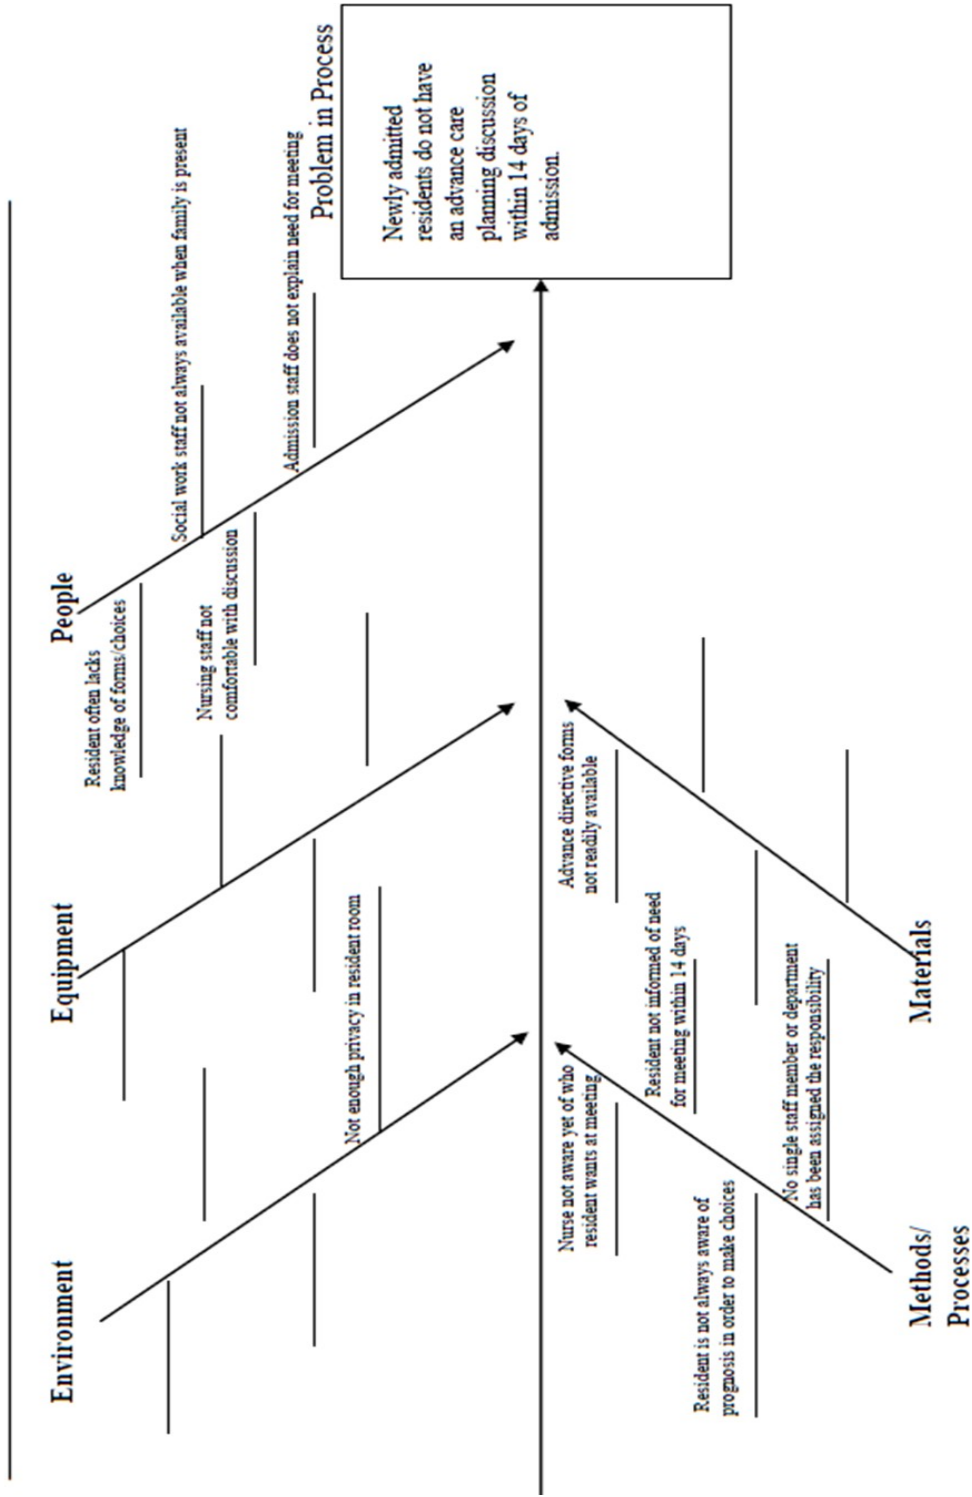 Environment
Equipment
People
Resident often lacks
knowledge of forms/choices
Social work staff not always available when family is present
Nursing staff not
comfortable with discussion
Admission staff does not explain need for meeting
Not enough privacy in resident room
Problem in Process
Newly admitted
residents do not have
an advance care
planning discussion
within 14 days of
admission.
Nurse not aware yet of who
resident wants at meeting
Resident not informed of need
for meeting within 14 days
Resident is not always aware of
prognosis in order to make choices
No single staff member or department
has been assigned the responsibility
Advance directive forms
not readily available
Methods/
Processes
Materials